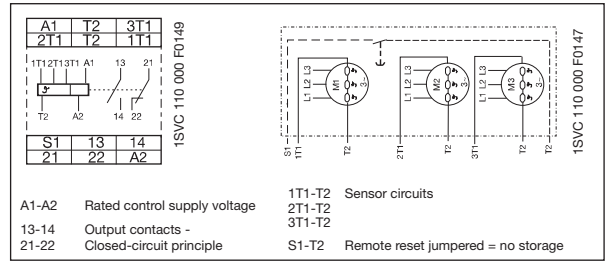 A1 T2 3T1
2T1 T2 1T1
1T1 2T1 3T1 A1 13 21
ϑ
T2 A2 14 22
S1 13 14
21 22 A2
1SVC 110 000 F0149
L1 L2 L3 M1 3~
L1 L2 L3 M2 3~
L1 L2 L3 M3 3~
S1 1T1 T2 2T1 T2 3T1 T2 T2
1SVC 110 000 F0147
A1-A2 Rated control supply voltage
13-14 Output contacts -
21-22 Closed-circuit principle
1T1-T2 Sensor circuits
2T1-T2
3T1-T2
S1-T2 Remote reset jumpered = no storage